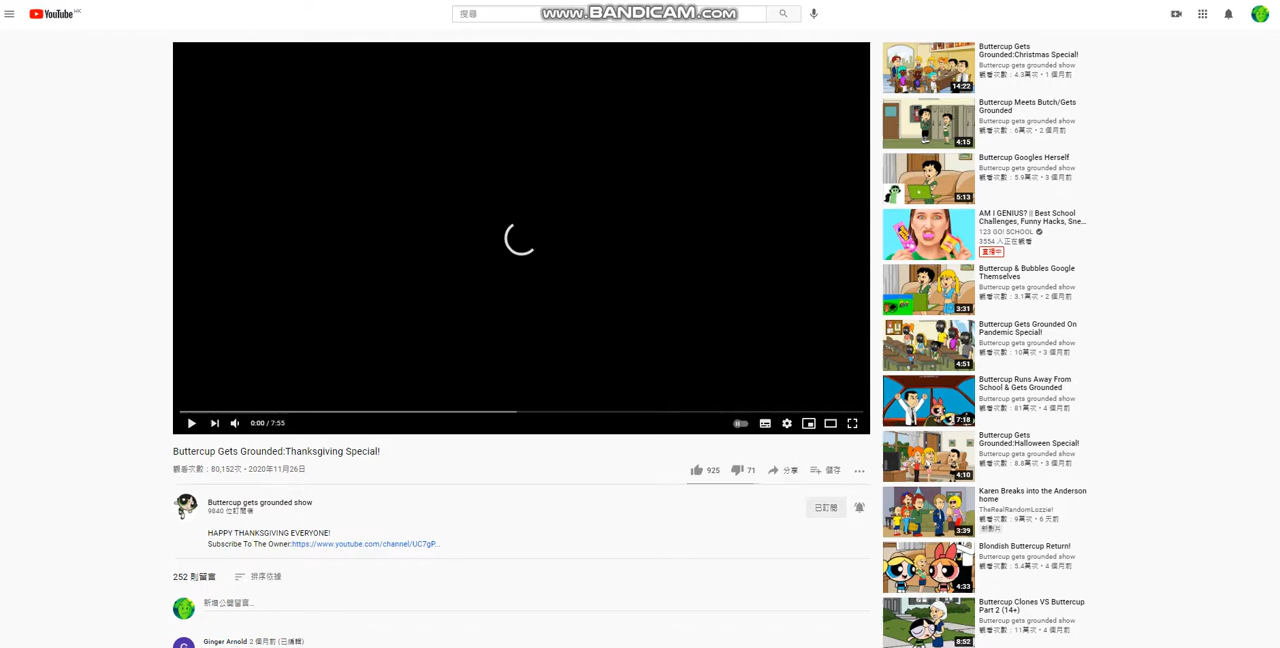 YouTube HK
搜尋
www.BANDICAM.com
0:00 / 7:55
Buttercup Gets Grounded:Thanksgiving Special!
觀看次數：80,152次 • 2020年11月26日
925
71
分享
儲存
Buttercup gets grounded show
9840 位訂閱者
已訂閱
HAPPY THANKSGIVING EVERYONE!
Subscribe To The Owner:https://www.youtube.com/channel/UC7gP...
252 則留言
排序依據
新增公開留言...
Ginger Arnold 2 個月前 (已編輯)
14:22
Buttercup Gets
Grounded:Christmas Special!
Buttercup gets grounded show
觀看次數：4.3萬次 • 1 個月前
4:15
Buttercup Meets Butch/Gets
Grounded
Buttercup gets grounded show
觀看次數：6萬次 • 2 個月前
5:13
Buttercup Googles Herself
Buttercup gets grounded show
觀看次數：5.9萬次 • 3 個月前
AM I GENIUS? || Best School
Challenges, Funny Hacks, Sne...
123 GO! SCHOOL
3554 人正在觀看
直播中
3:31
Buttercup & Bubbles Google
Themselves
Buttercup gets grounded show
觀看次數：3.1萬次 • 2 個月前
4:51
Buttercup Gets Grounded On
Pandemic Special!
Buttercup gets grounded show
觀看次數：10萬次 • 3 個月前
7:18
Buttercup Runs Away From
School & Gets Grounded
Buttercup gets grounded show
觀看次數：81萬次 • 4 個月前
4:10
Buttercup Gets
Grounded:Halloween Special!
Buttercup gets grounded show
觀看次數：8.8萬次 • 3 個月前
3:39
Karen Breaks into the Anderson
home
TheRealRandomLozzie!
觀看次數：9萬次 • 6 天前
新影片
4:33
Blondish Buttercup Return!
Buttercup gets grounded show
觀看次數：5.4萬次 • 4 個月前
8:52
Buttercup Clones VS Buttercup
Part 2 (14+)
Buttercup gets grounded show
觀看次數：11萬次 • 4 個月前